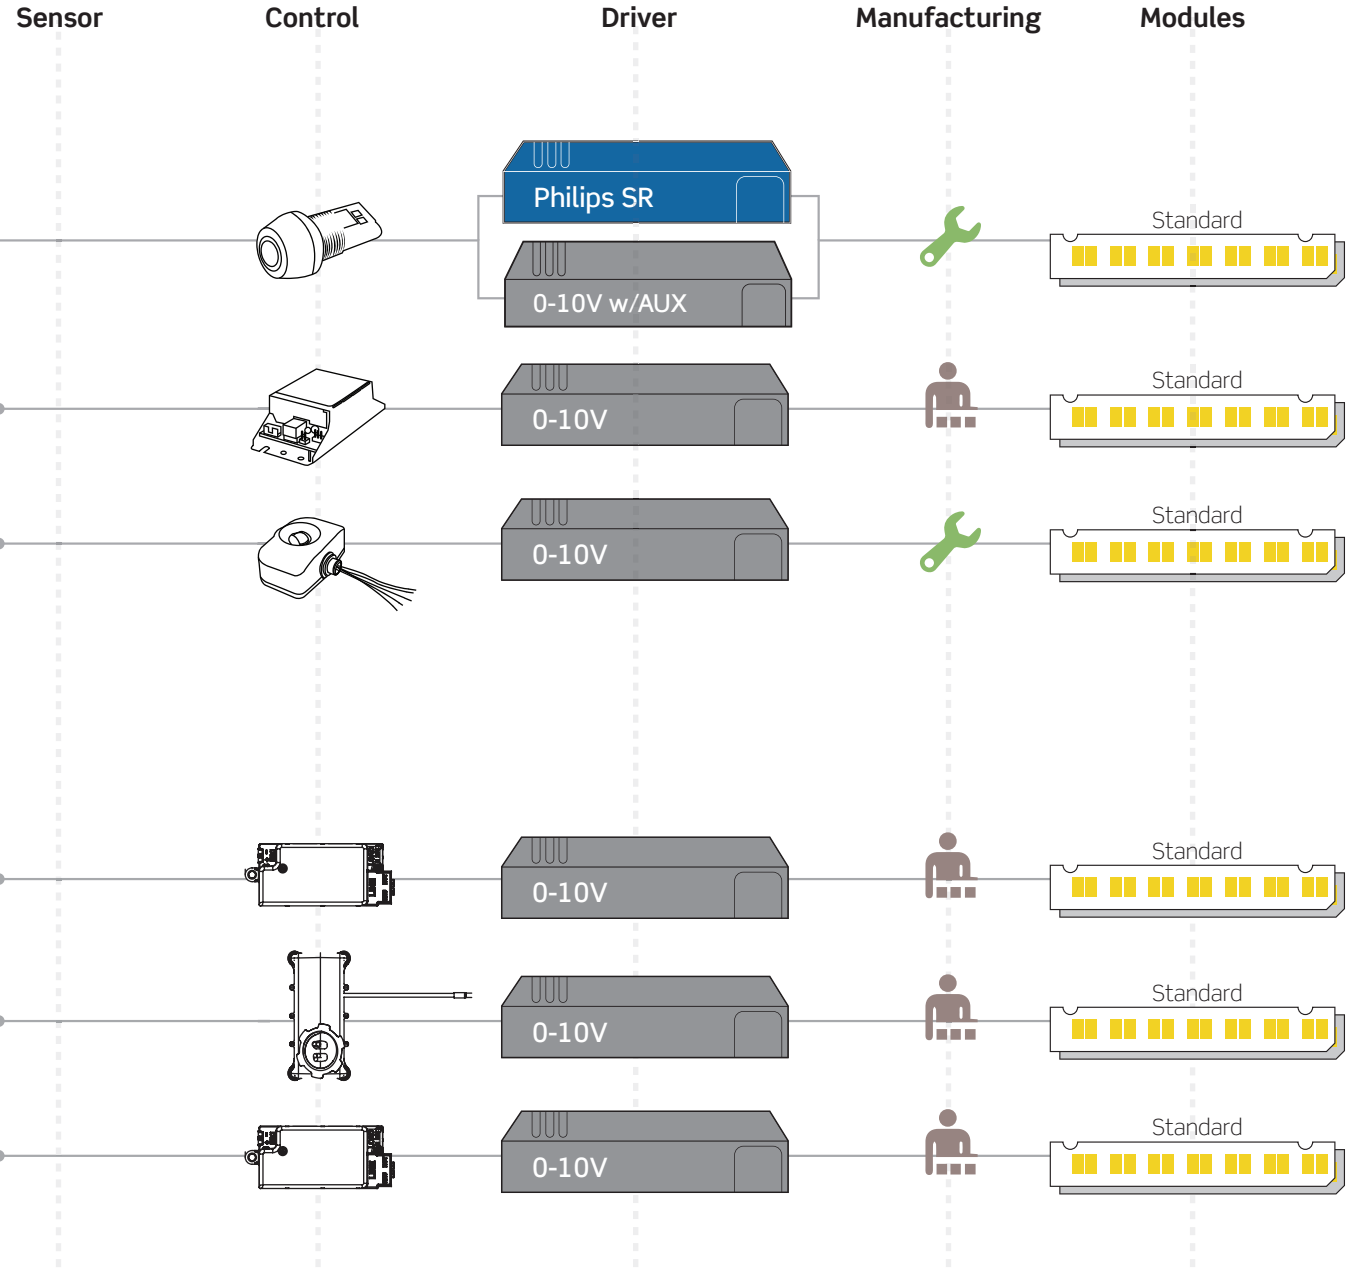 Sensor Control Driver Manufacturing Modules
Philips SR
Standard
0-10V w/AUX
Standard
0-10V
Standard
0-10V
Standard
0-10V
Standard
0-10V
Standard
0-10V